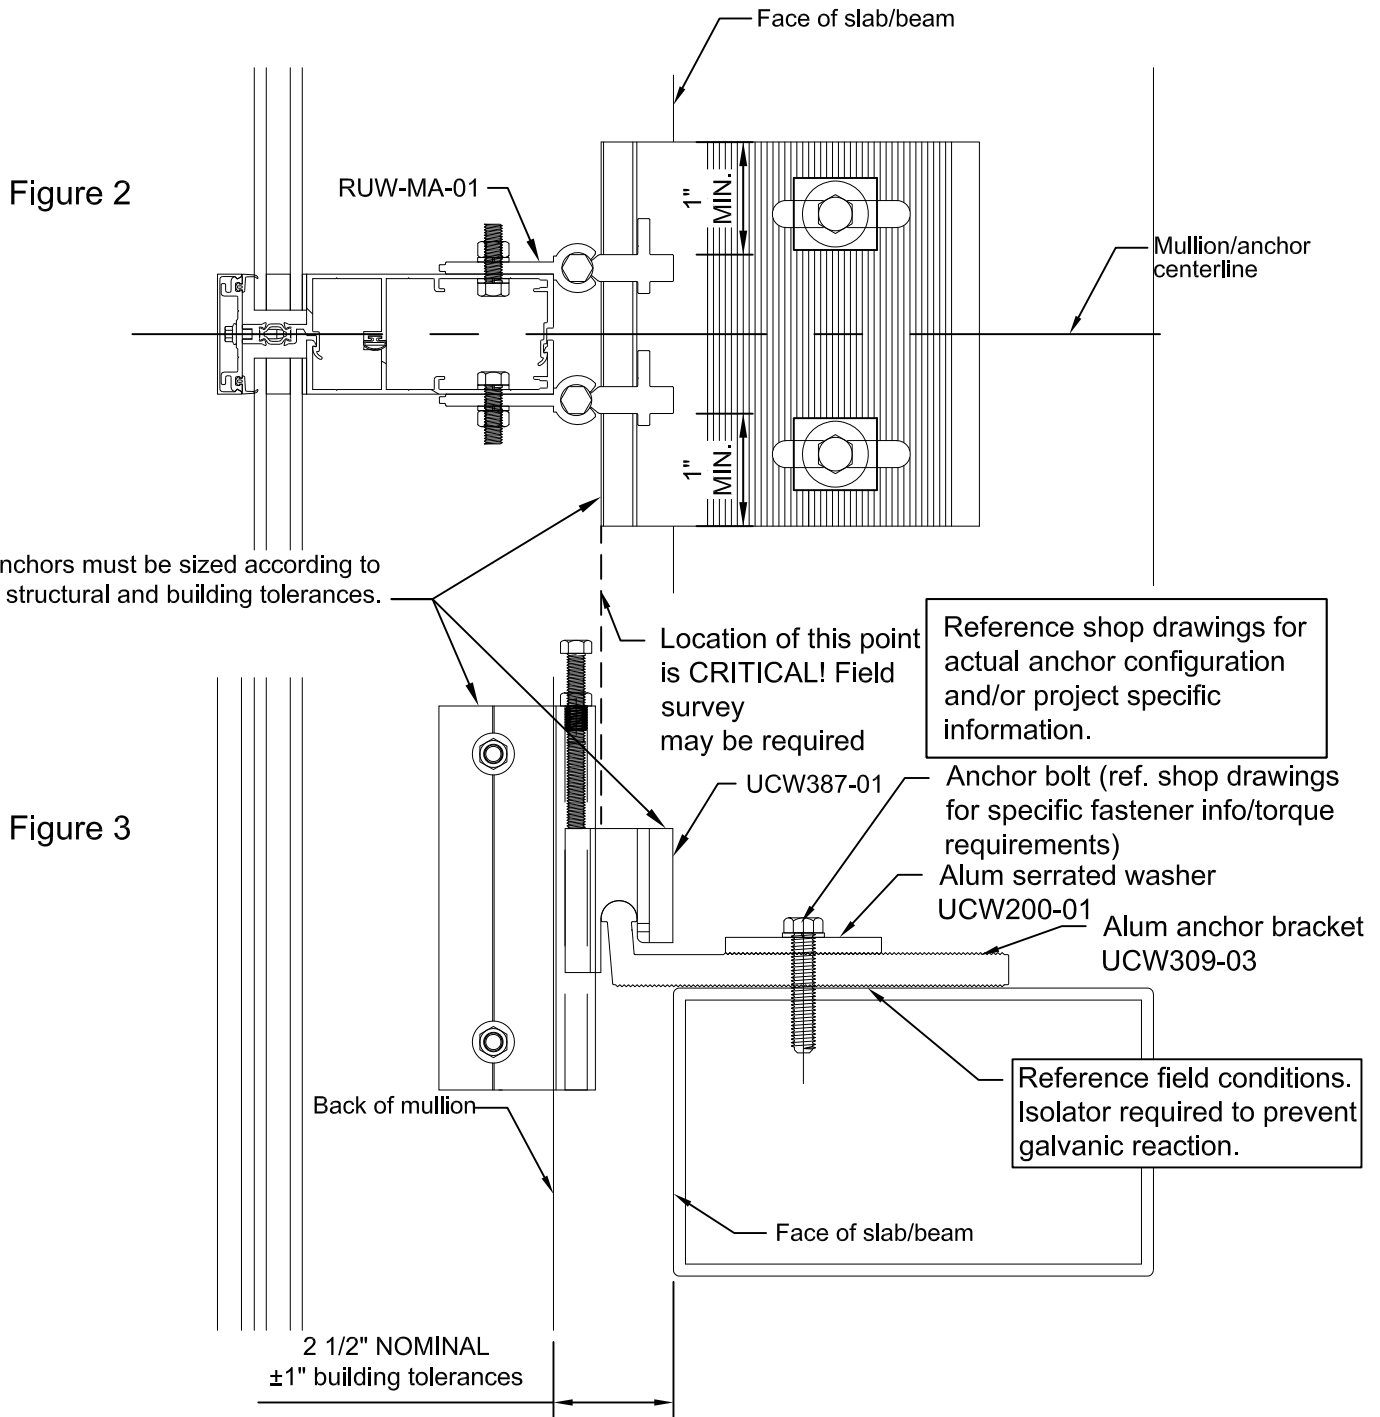 Face of slab/beam
Figure 2
RUW-MA-01
1"
MIN.
Mullion/anchor
centerline
1"
MIN.
nchors must be sized according to
structural and building tolerances.
Location of this point
is CRITICAL! Field
survey
may be required
Reference shop drawings for
actual anchor configuration
and/or project specific
information.
Figure 3
UCW387-01
Anchor bolt (ref. shop drawings
for specific fastener info/torque
requirements)
Alum serrated washer
UCW200-01
Alum anchor bracket
UCW309-03
Back of mullion
Reference field conditions.
Isolator required to prevent
galvanic reaction.
Face of slab/beam
2 1/2" NOMINAL
±1" building tolerances